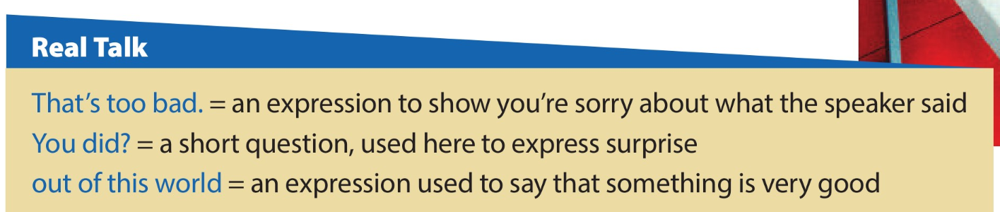 Real Talk
That's too bad. = an expression to show you're sorry about what the speaker said
You did? = a short question, used here to express surprise
out of this world = an expression used to say that something is very good